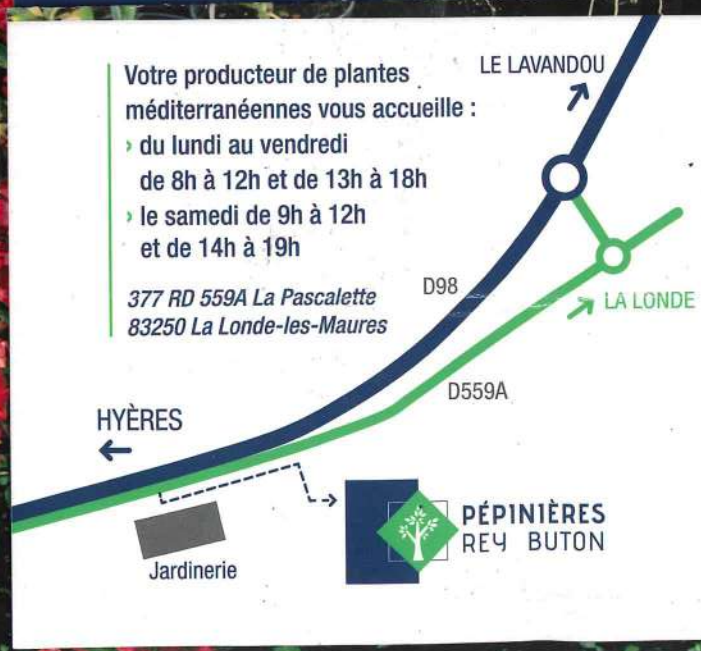 Votre producteur de plantes
méditerranéennes vous accueille :
› du lundi au vendredi
de 8h à 12h et de 13h à 18h
› le samedi de 9h à 12h
et de 14h à 19h
377 RD 559A La Pascalette
83250 La Londe-les-Maures
LE LAVANDOU
D98
LA LONDE
D559A
HYÈRES
Jardinerie
PÉPINIÈRES
REY BUTON